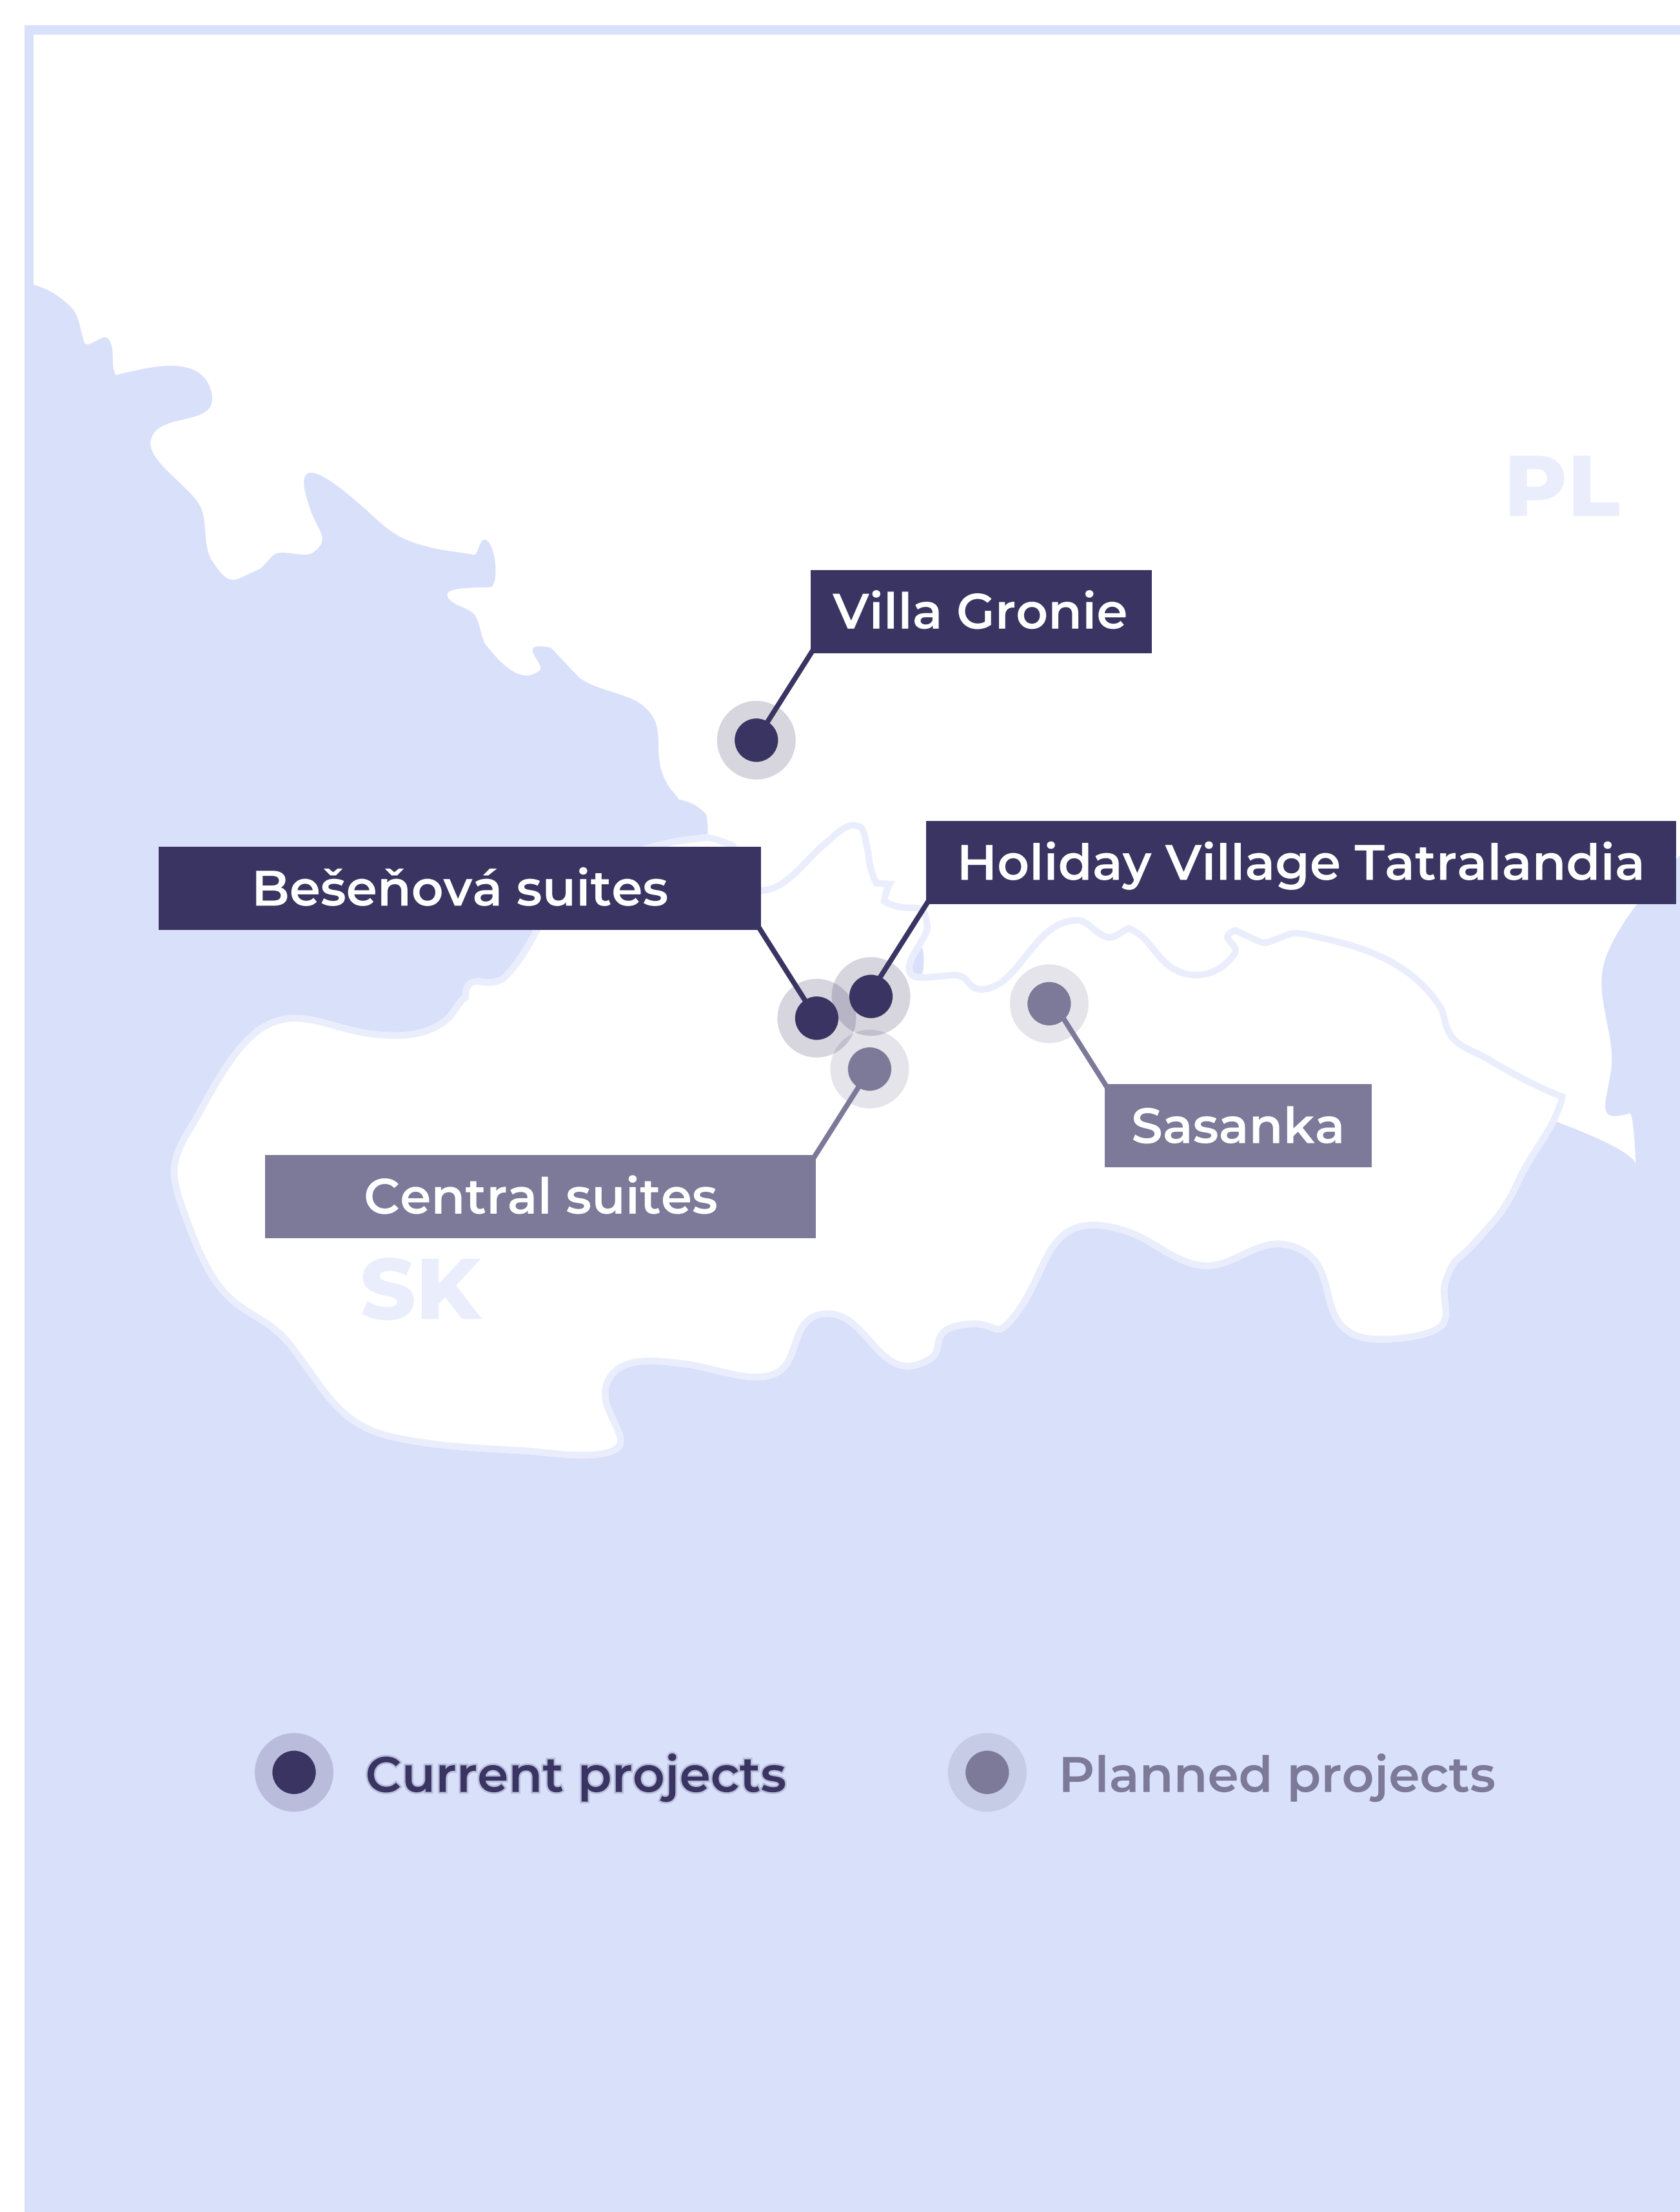 PL
Villa Gronie
Holiday Village Tatralandia
Bešeňová suites
Sasanka
Central suites
SK
Current projects
Planned projects